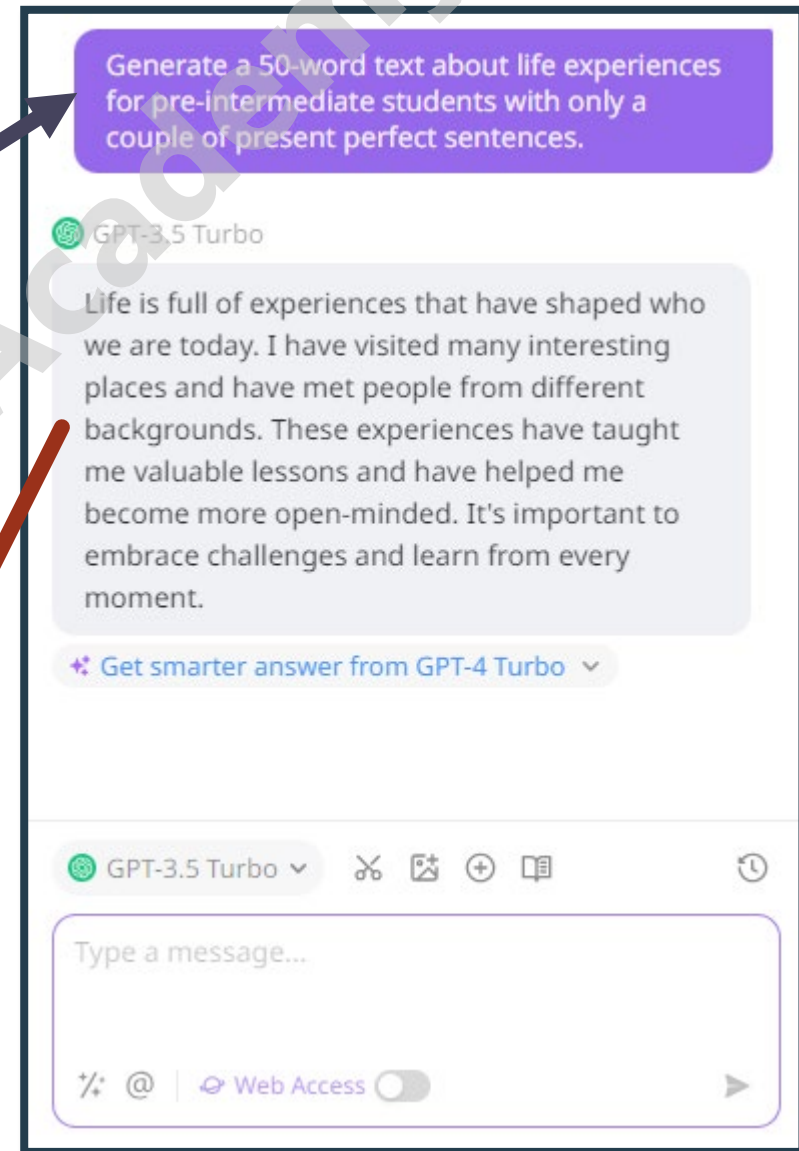 Generate a 50-word text about life experiences
for pre-intermediate students with only a
couple of present perfect sentences.
GPT-3.5 Turbo
Life is full of experiences that have shaped who
we are today. I have visited many interesting
places and have met people from different
backgrounds. These experiences have taught
me valuable lessons and have helped me
become more open-minded. It's important to
embrace challenges and learn from every
moment.
Get smarter answer from GPT-4 Turbo
GPT-3.5 Turbo
Type a message...
@ Web Access
Academy